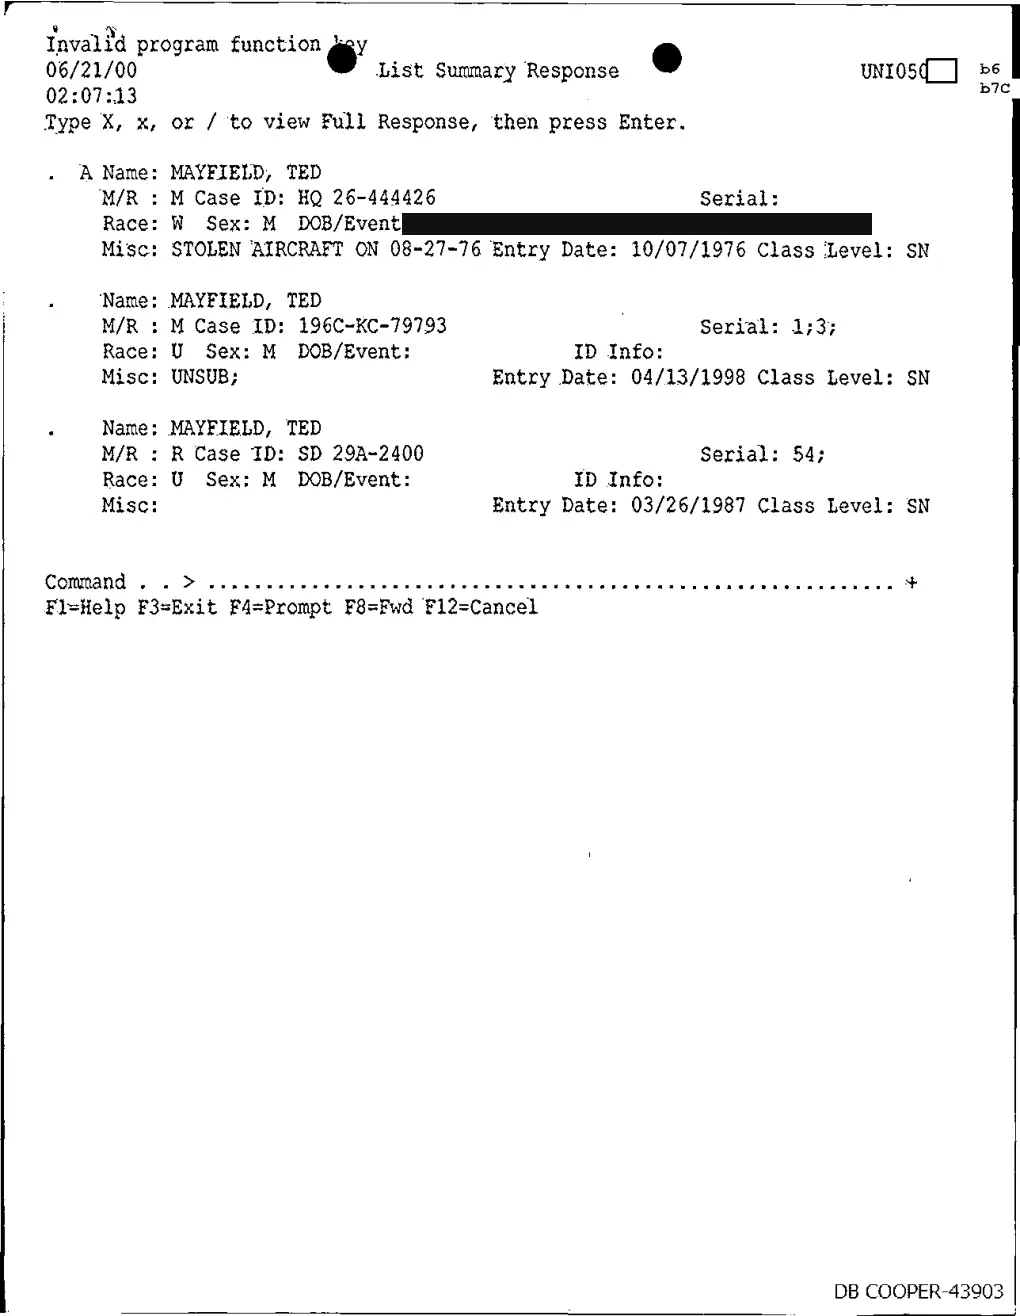 Invalid program function key
06/21/00 List Summary Response UNI050 b6
02:07:13 b7C
Type X, x, or / to view Full Response, then press Enter.
. A Name: MAYFIELD, TED
M/R : M Case ID: HQ 26-444426 Serial:
Race: W Sex: M DOB/Event
Misc: STOLEN AIRCRAFT ON 08-27-76 Entry Date: 10/07/1976 Class Level: SN
. Name: MAYFIELD, TED
M/R : M Case ID: 196C-KC-79793 Serial: 1;3;
Race: U Sex: M DOB/Event: ID Info:
Misc: UNSUB; Entry Date: 04/13/1998 Class Level: SN
. Name: MAYFIELD, TED
M/R : R Case ID: SD 29A-2400 Serial: 54;
Race: U Sex: M DOB/Event: ID Info:
Misc: Entry Date: 03/26/1987 Class Level: SN
Command . . > ............................................................ +
F1=Help F3=Exit F4=Prompt F8=Fwd F12=Cancel
DB COOPER-43903